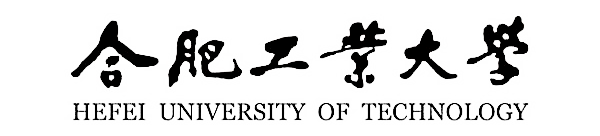 合肥工業大學
HEFEI UNIVERSITY OF TECHNOLOGY